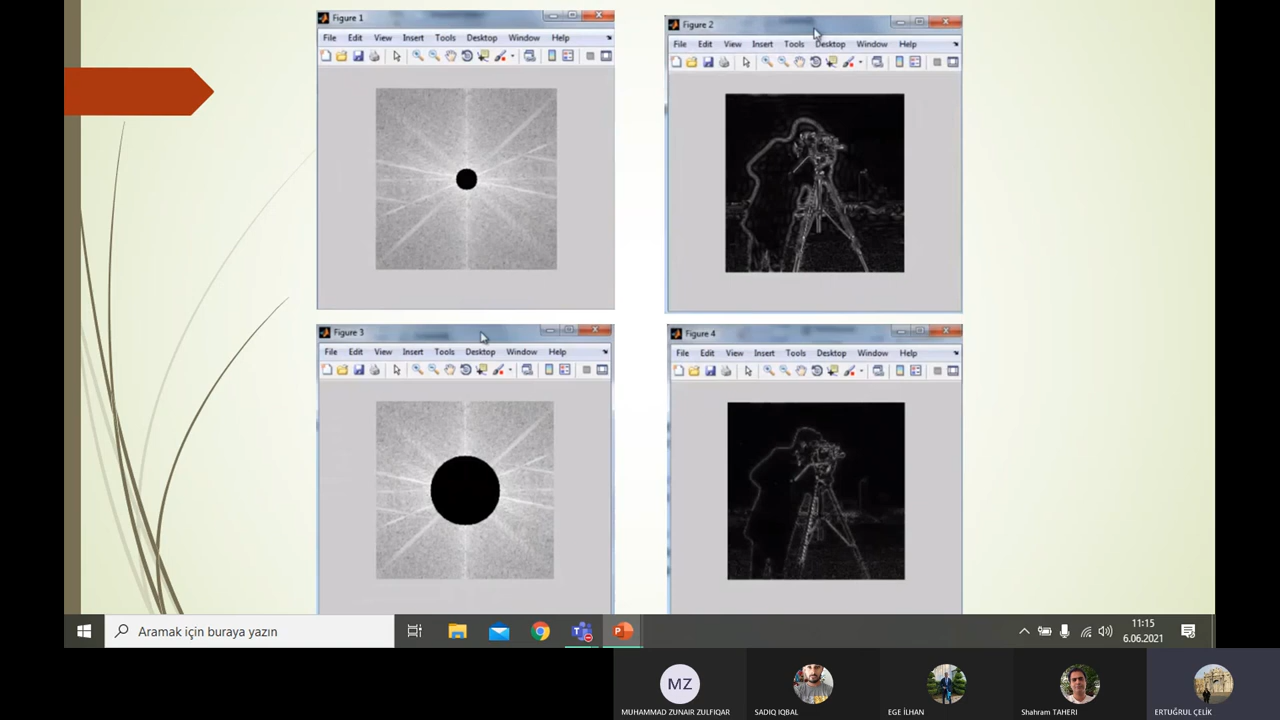 Figure 1
File Edit View Insert Tools Desktop Window Help
Figure 2
File Edit View Insert Tools Desktop Window Help
Figure 3
File Edit View Insert Tools Desktop Window Help
Figure 4
File Edit View Insert Tools Desktop Window Help
Aramak için buraya yazın
11:15
6.06.2021
MZ
MUHAMMAD ZUNAIR ZULFIQAR
SADIQ IQBAL
EGE İLHAN
Shahram TAHERI
ERTUĞRUL ÇELİK